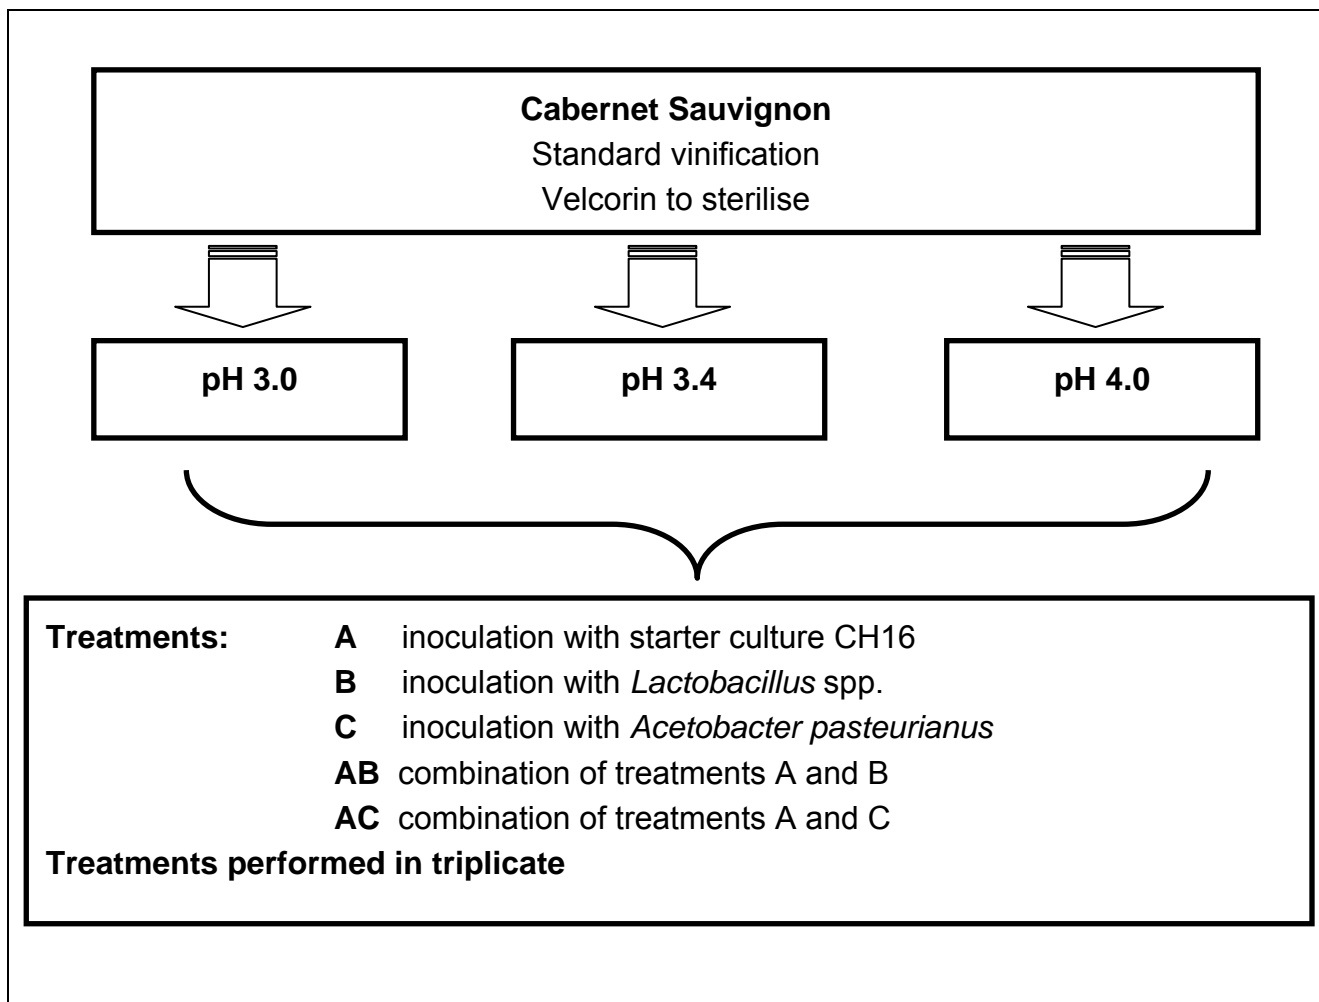 Cabernet Sauvignon
Standard vinification
Velcorin to sterilise
pH 3.0
pH 3.4
pH 4.0
Treatments: A inoculation with starter culture CH16
B inoculation with Lactobacillus spp.
C inoculation with Acetobacter pasteurianus
AB combination of treatments A and B
AC combination of treatments A and C
Treatments performed in triplicate